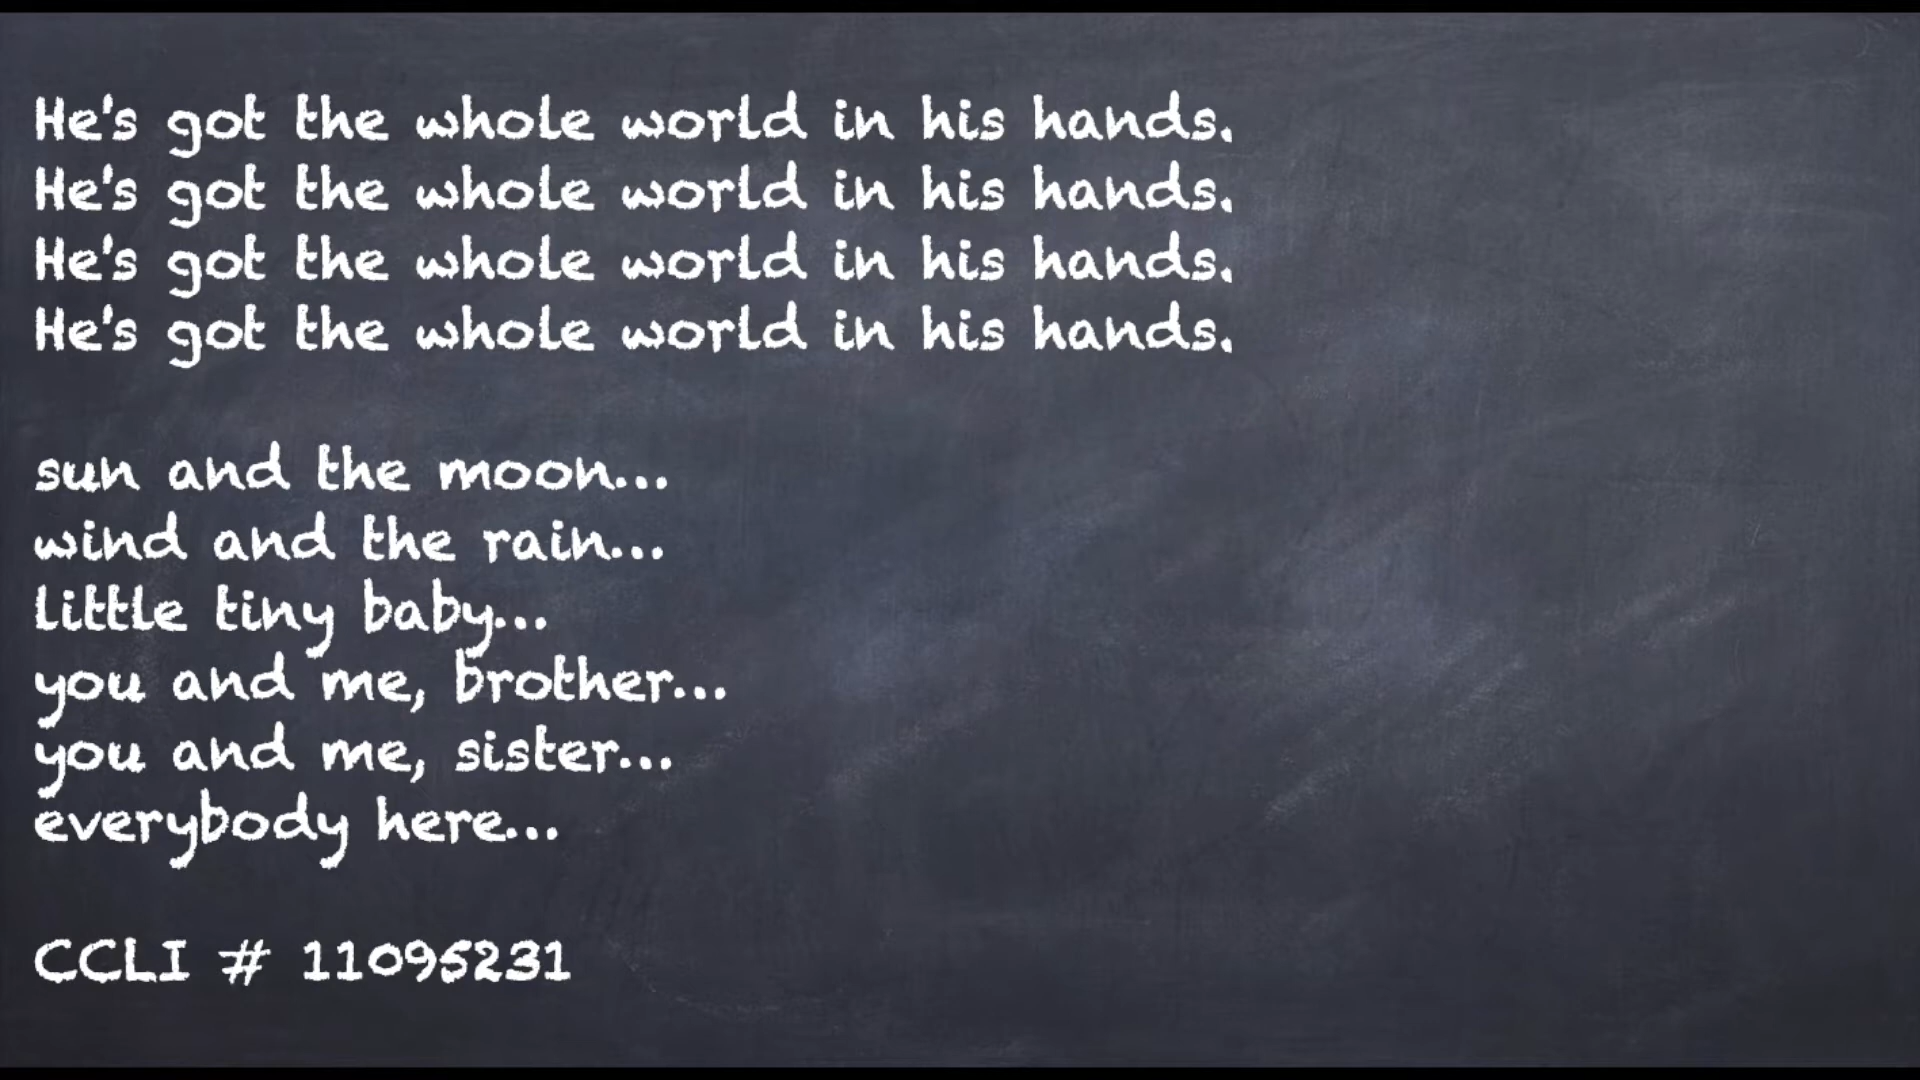 He's got the whole world in his hands.
He's got the whole world in his hands.
He's got the whole world in his hands.
He's got the whole world in his hands.
sun and the moon...
wind and the rain...
little tiny baby...
you and me, brother...
you and me, sister...
everybody here...
CCLI # 11095231